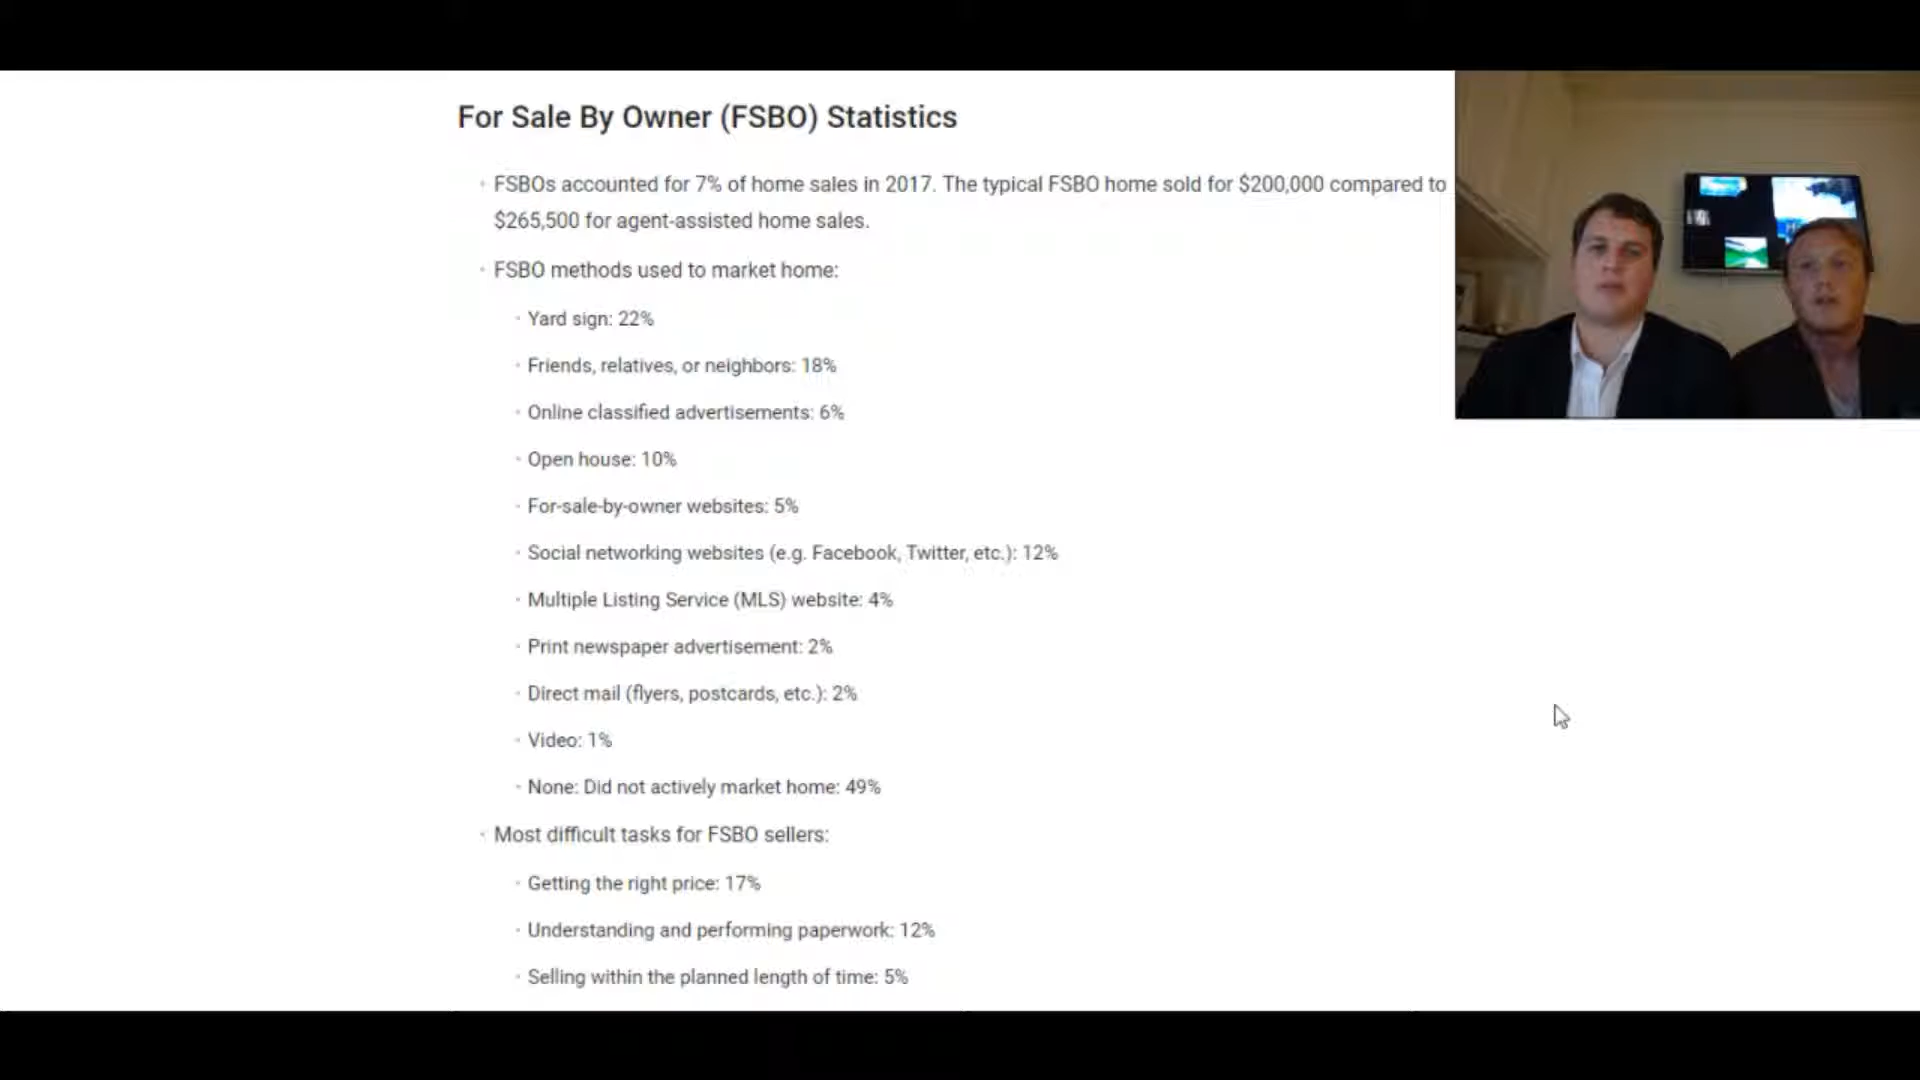 For Sale By Owner (FSBO) Statistics
FSBOs accounted for 7% of home sales in 2017. The typical FSBO home sold for $200,000 compared to
$265,500 for agent-assisted home sales.
FSBO methods used to market home:
Yard sign: 22%
Friends, relatives, or neighbors: 18%
Online classified advertisements: 6%
Open house: 10%
For-sale-by-owner websites: 5%
Social networking websites (e.g. Facebook, Twitter, etc.): 12%
Multiple Listing Service (MLS) website: 4%
Print newspaper advertisement: 2%
Direct mail (flyers, postcards, etc.): 2%
Video: 1%
None: Did not actively market home: 49%
Most difficult tasks for FSBO sellers:
Getting the right price: 17%
Understanding and performing paperwork: 12%
Selling within the planned length of time: 5%